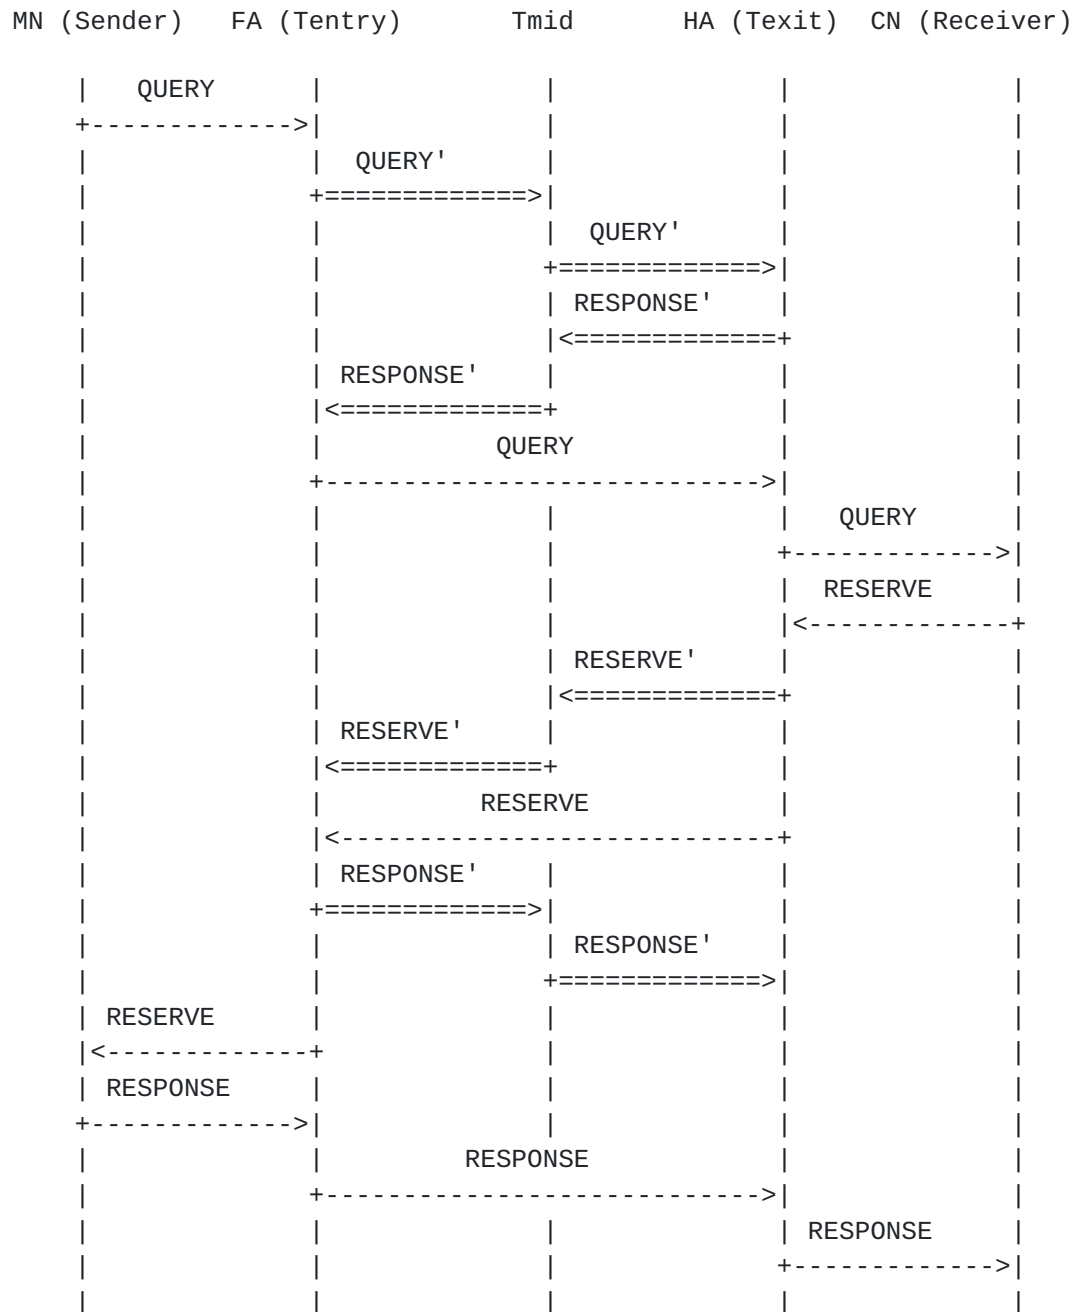 MN (Sender) FA (Tentry) Tmid HA (Texit) CN (Receiver)
QUERY
QUERY'
QUERY'
RESPONSE'
RESPONSE'
QUERY
QUERY
RESERVE
RESERVE'
RESERVE'
RESERVE
RESPONSE'
RESPONSE'
RESERVE
RESPONSE
RESPONSE
RESPONSE